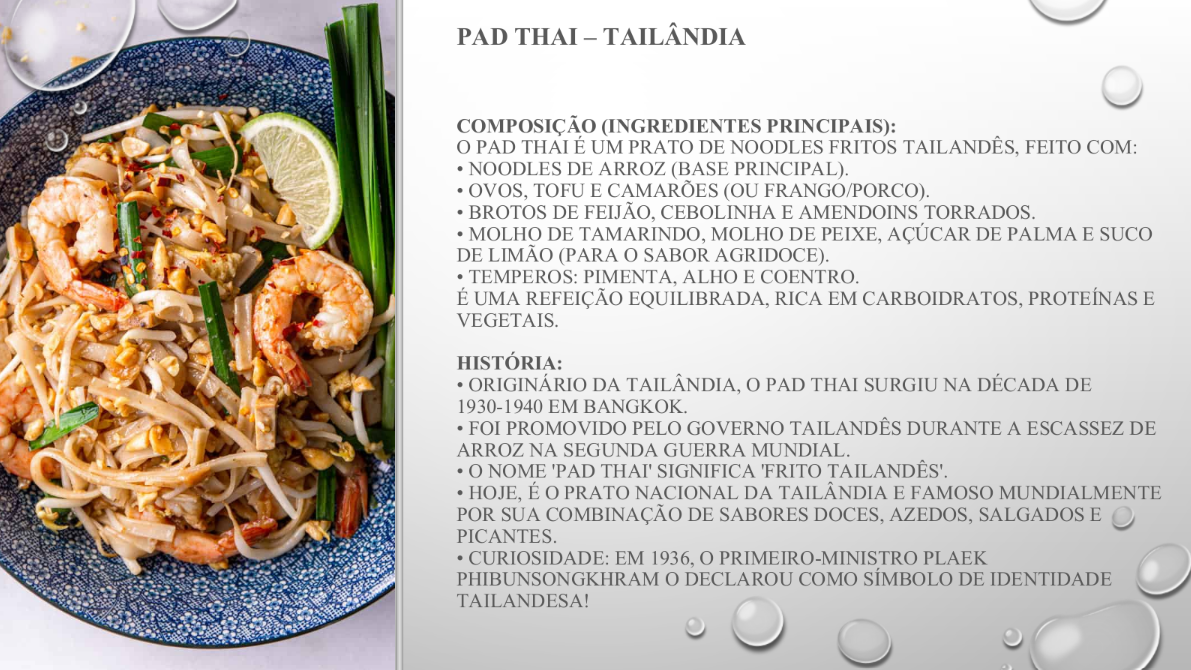 PAD THAI – TAILÂNDIA
COMPOSIÇÃO (INGREDIENTES PRINCIPAIS):
O PAD THAI É UM PRATO DE NOODLES FRITOS TAILANDÊS, FEITO COM:
• NOODLES DE ARROZ (BASE PRINCIPAL).
• OVOS, TOFU E CAMARÕES (OU FRANGO/PORCO).
• BROTOS DE FEIJÃO, CEBOLINHA E AMENDOINS TORRADOS.
• MOLHO DE TAMARINDO, MOLHO DE PEIXE, AÇÚCAR DE PALMA E SUCO
DE LIMÃO (PARA O SABOR AGRIDOCE).
• TEMPEROS: PIMENTA, ALHO E COENTRO.
É UMA REFEIÇÃO EQUILIBRADA, RICA EM CARBOIDRATOS, PROTEÍNAS E
VEGETAIS.
HISTÓRIA:
• ORIGINÁRIO DA TAILÂNDIA, O PAD THAI SURGIU NA DÉCADA DE
1930-1940 EM BANGKOK.
• FOI PROMOVIDO PELO GOVERNO TAILANDÊS DURANTE A ESCASSEZ DE
ARROZ NA SEGUNDA GUERRA MUNDIAL.
• O NOME 'PAD THAI' SIGNIFICA 'FRITO TAILANDÊS'.
• HOJE, É O PRATO NACIONAL DA TAILÂNDIA E FAMOSO MUNDIALMENTE
POR SUA COMBINAÇÃO DE SABORES DOCES, AZEDOS, SALGADOS E
PICANTES.
• CURIOSIDADE: EM 1936, O PRIMEIRO-MINISTRO PLAEK
PHIBUNSONGKHRAM O DECLAROU COMO SÍMBOLO DE IDENTIDADE
TAILANDESA!